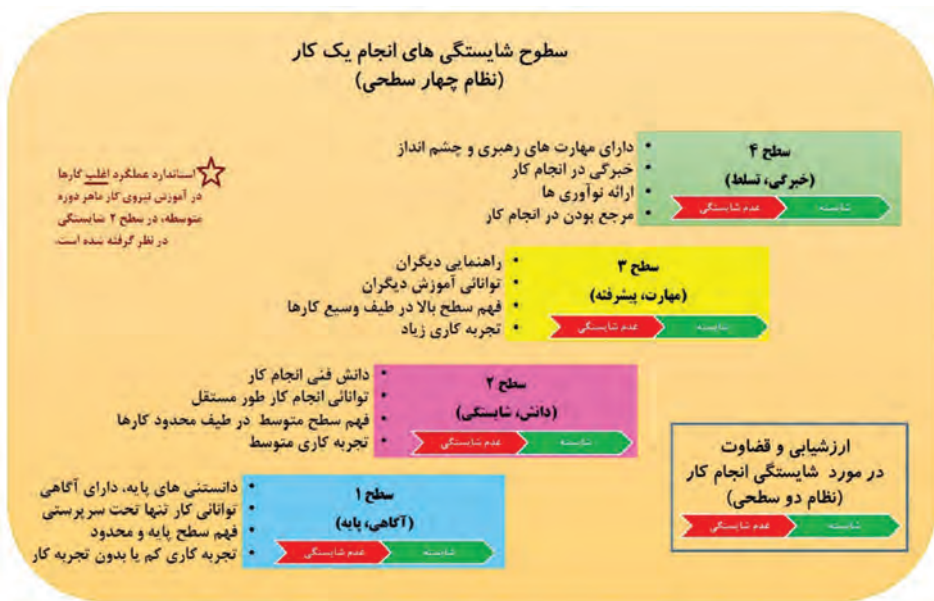 سطوح شایستگی های انجام یک کار
(نظام چهار سطحی)
سطح ۴
(خبرگی، تسلط)
عدم شایستگی
شایسته
• دارای مهارت های رهبری و چشم انداز
• خبرگی در انجام کار
• ارائه نوآوری ها
• مرجع بودن در انجام کار
استاندارد عملکرد اغلب کارها
در آموزش نیروی کار ماهر دوره
متوسطه، در سطح ۲ شایستگی
در نظر گرفته شده است.
سطح ۳
(مهارت، پیشرفته)
عدم شایستگی
شایسته
• راهنمایی دیگران
• توانائی آموزش دیگران
• فهم سطح بالا در طیف وسیع کارها
• تجربه کاری زیاد
سطح ۲
(دانش، شایستگی)
عدم شایستگی
شایسته
• دانش فنی انجام کار
• توانائی انجام کار طور مستقل
• فهم سطح متوسط در طیف محدود کارها
• تجربه کاری متوسط
سطح ۱
(آگاهی، پایه)
عدم شایستگی
شایسته
• دانستنی های پایه، دارای آگاهی
• توانائی کار تنها تحت سرپرستی
• فهم سطح پایه و محدود
• تجربه کاری کم یا بدون تجربه کار
ارزشیابی و قضاوت
در مورد شایستگی انجام کار
(نظام دو سطحی)
عدم شایستگی
شایسته